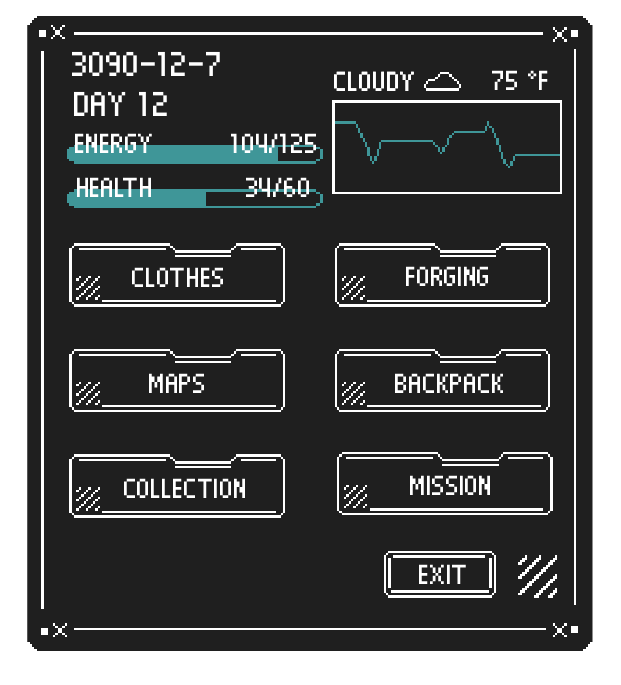 3090-12-7
DAY 12
CLOUDY 75 °F
ENERGY 104/125
HEALTH 34/60
CLOTHES
FORGING
MAPS
BACKPACK
COLLECTION
MISSION
EXIT